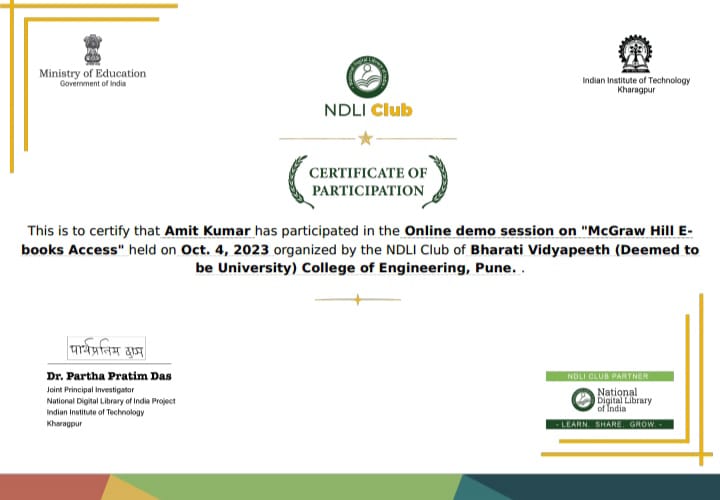 Ministry of Education
Government of India
NDLI Club
Indian Institute of Technology
Kharagpur
CERTIFICATE OF
PARTICIPATION
This is to certify that Amit Kumar has participated in the Online demo session on "McGraw Hill E-
books Access" held on Oct. 4, 2023 organized by the NDLI Club of Bharati Vidyapeeth (Deemed to
be University) College of Engineering, Pune. .
पार्थप्रतिम दास
Dr. Partha Pratim Das
Joint Principal Investigator
National Digital Library of India Project
Indian Institute of Technology
Kharagpur
NDLI CLUB PARTNER
National
Digital Library
of India
- LEARN. SHARE. GROW. -